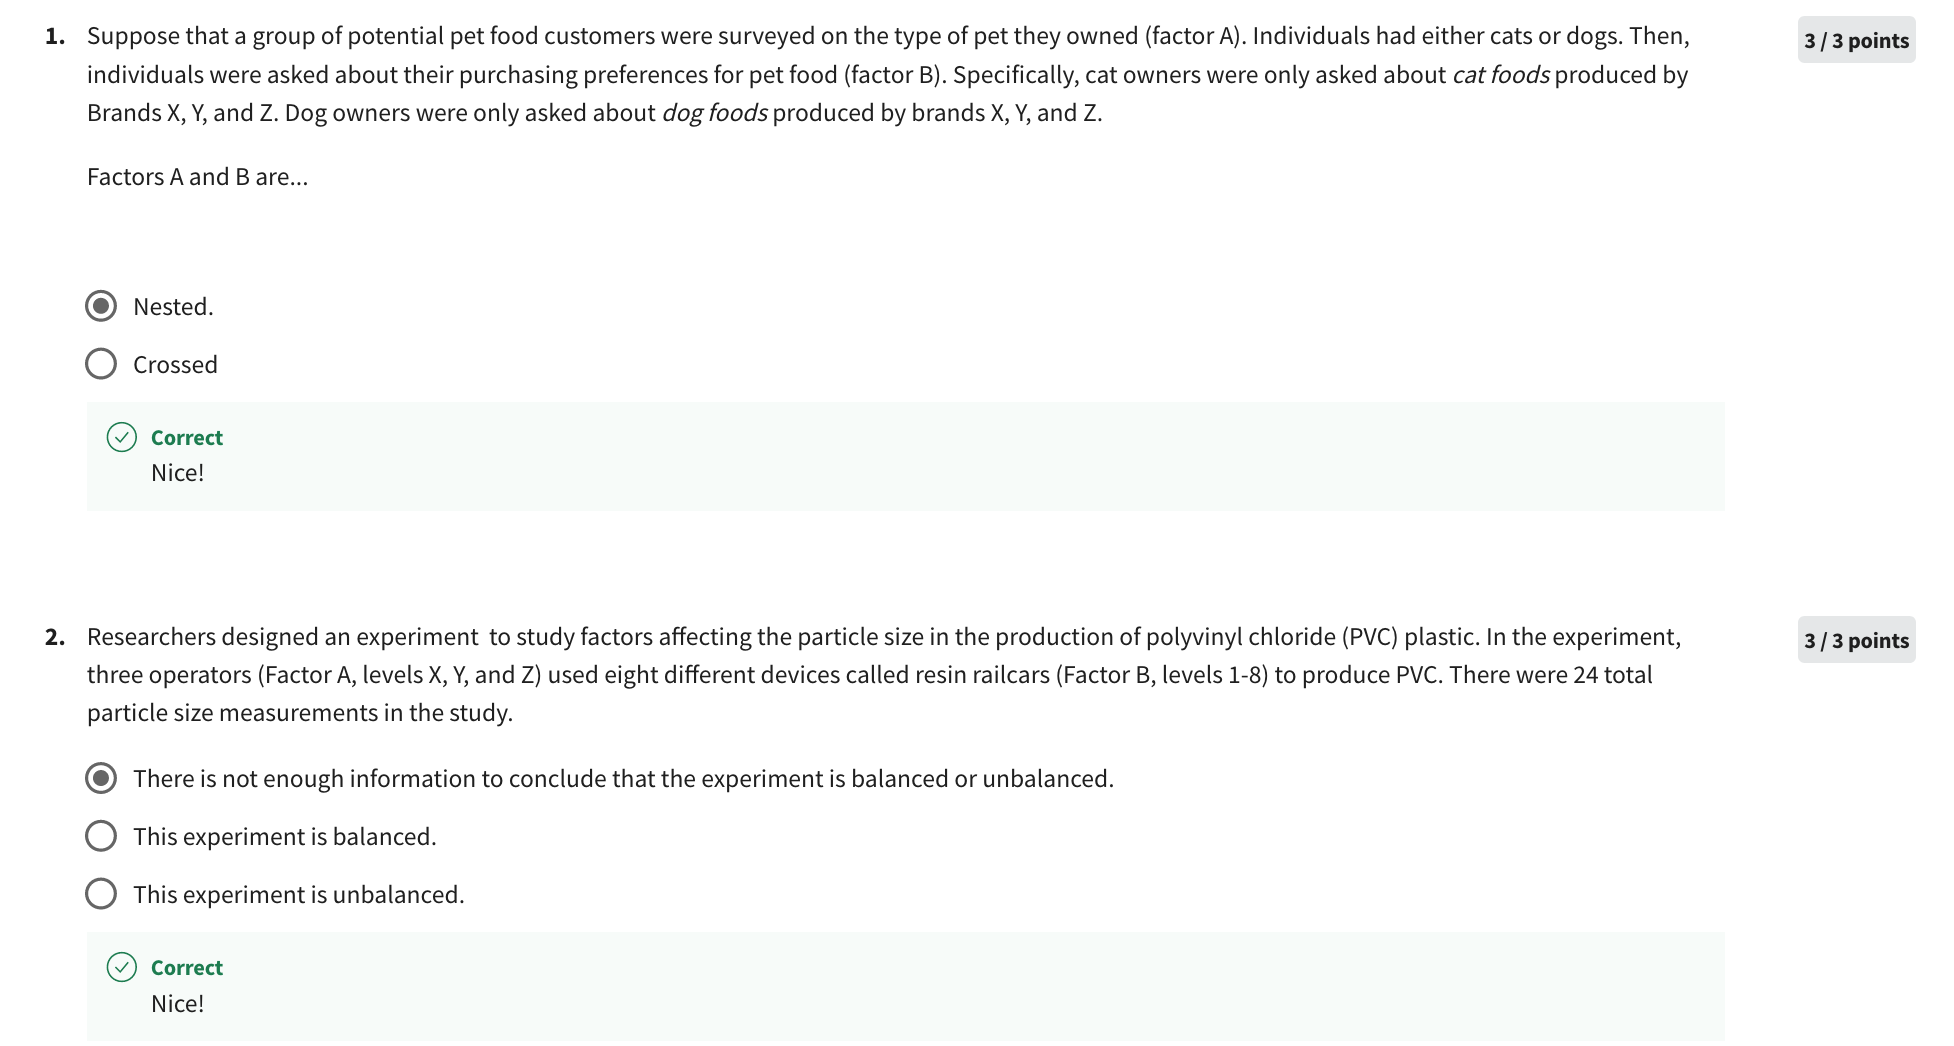 1. Suppose that a group of potential pet food customers were surveyed on the type of pet they owned (factor A). Individuals had either cats or dogs. Then,
3 / 3 points
individuals were asked about their purchasing preferences for pet food (factor B). Specifically, cat owners were only asked about cat foods produced by
Brands X, Y, and Z. Dog owners were only asked about dog foods produced by brands X, Y, and Z.
Factors A and B are...
Nested.
Crossed
Correct
Nice!
2. Researchers designed an experiment  to study factors affecting the particle size in the production of polyvinyl chloride (PVC) plastic. In the experiment,
3 / 3 points
three operators (Factor A, levels X, Y, and Z) used eight different devices called resin railcars (Factor B, levels 1-8) to produce PVC. There were 24 total
particle size measurements in the study.
There is not enough information to conclude that the experiment is balanced or unbalanced.
This experiment is balanced.
This experiment is unbalanced.
Correct
Nice!